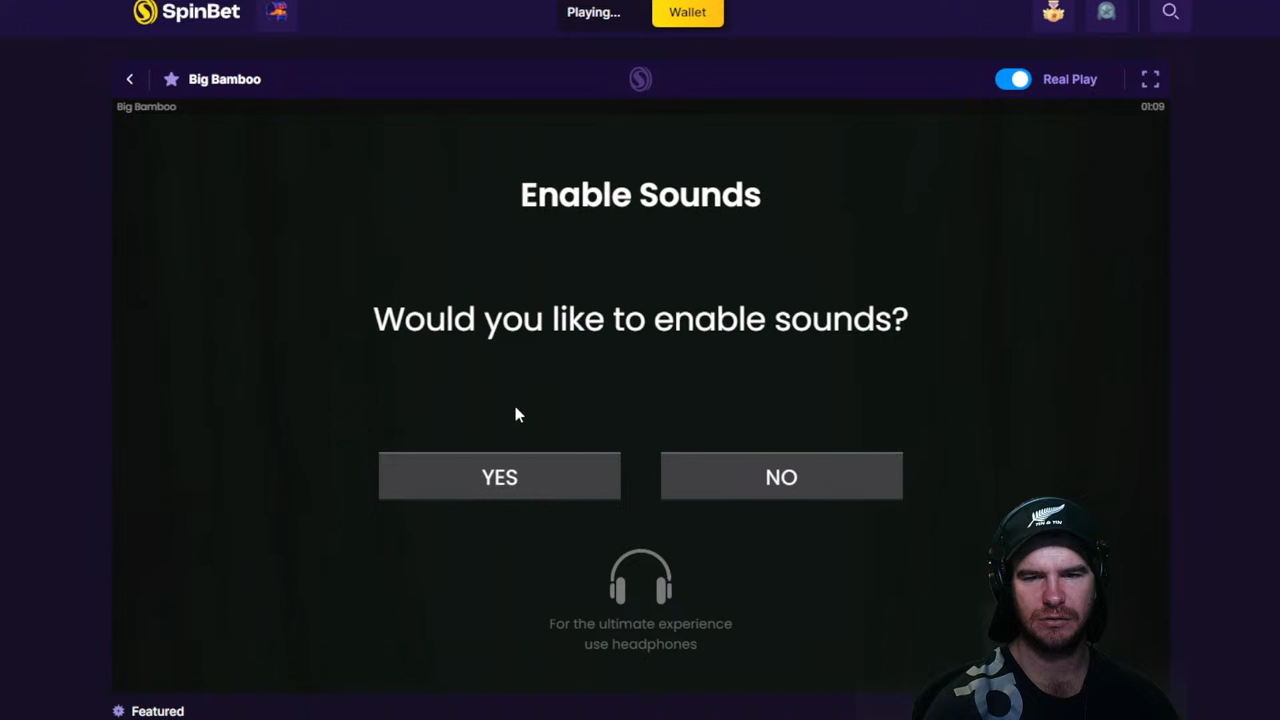 SpinBet
Playing...
Wallet
Big Bamboo
Real Play
Big Bamboo
01:09
Enable Sounds
Would you like to enable sounds?
YES
NO
For the ultimate experience
use headphones
Featured